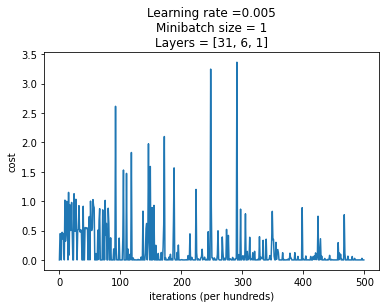 Learning rate =0.005
Minibatch size = 1
Layers = [31, 6, 1]
3.5
3.0
2.5
2.0
1.5
1.0
0.5
0.0
cost
0 100 200 300 400 500
iterations (per hundreds)